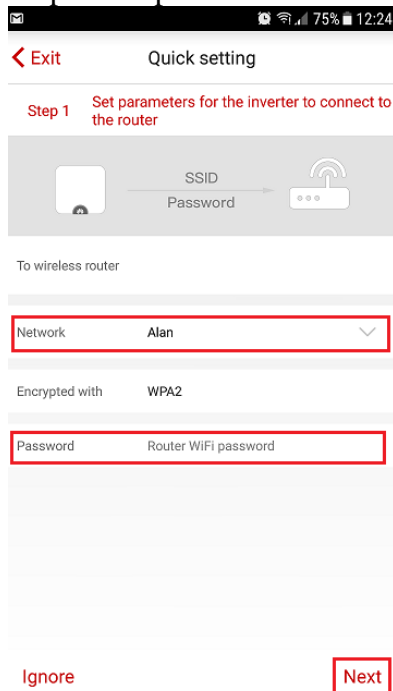 75% 12:24
Exit Quick setting
Step 1 Set parameters for the inverter to connect to
the router
SSID
Password
To wireless router
Network Alan
Encrypted with WPA2
Password Router WiFi password
Ignore Next